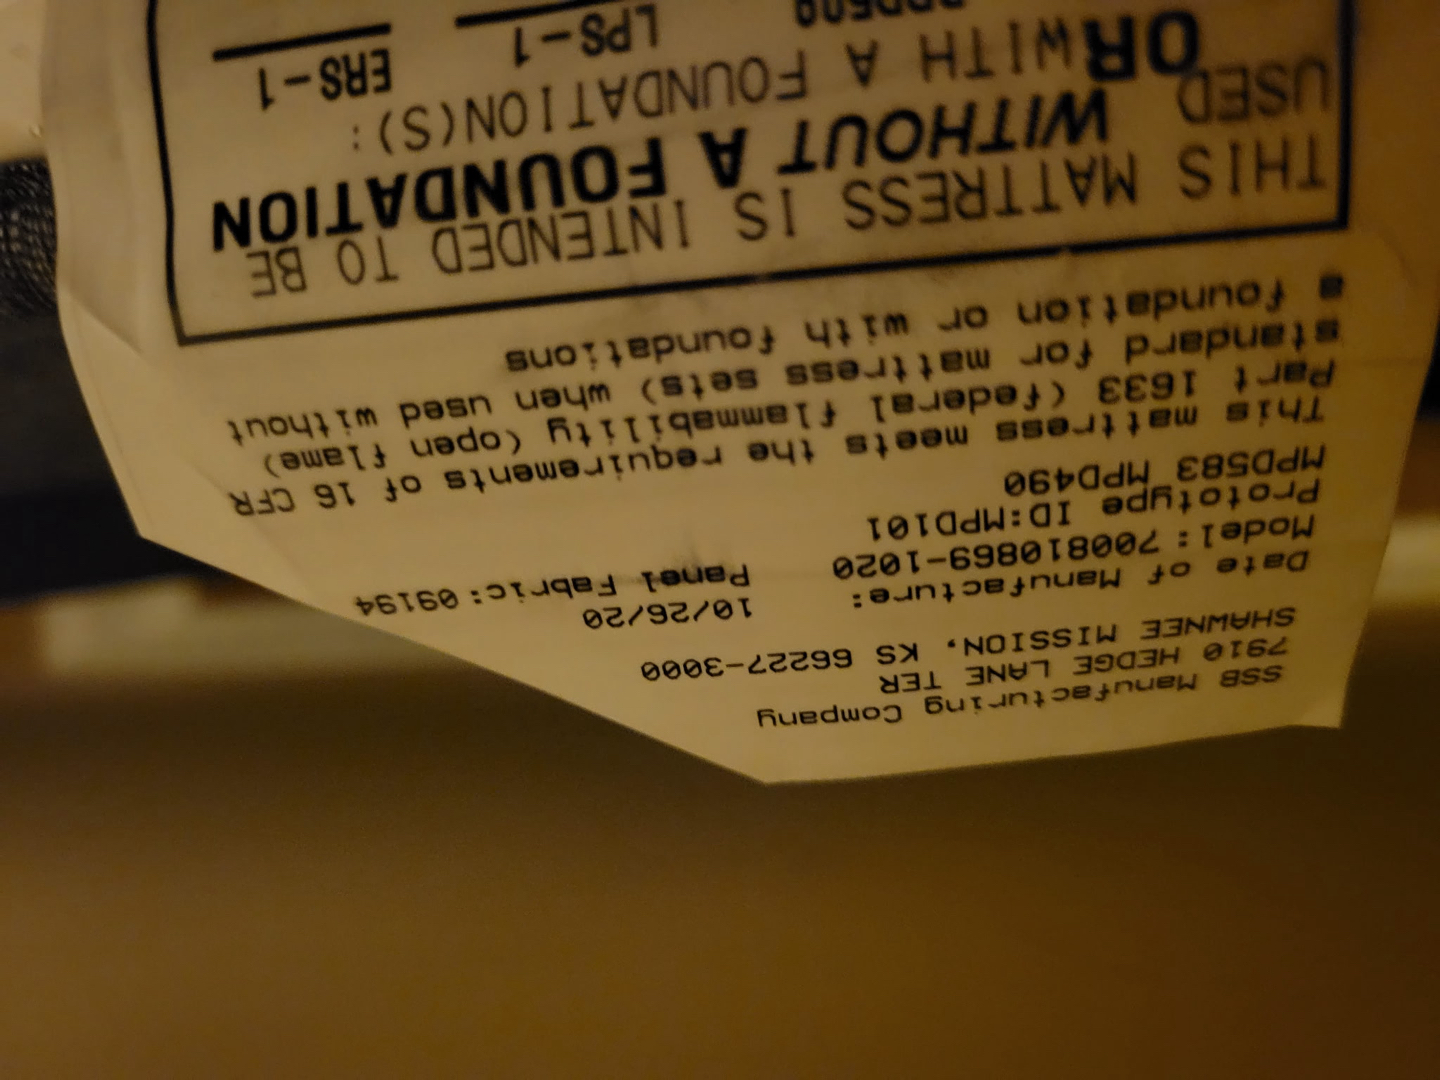 SSB Manufacturing Company
7910 HEDGE LANE TER
SHAWNEE MISSION, KS 66227-3000
Date of Manufacture: 10/26/20
Model: 700810869-1020 Panel Fabric: 09194
Prototype ID:MPD101
MPD583 MPD490
This mattress meets the requirements of 16 CFR
Part 1633 (federal flammability (open flame)
standard for mattress sets) when used without
a foundation or with foundations
THIS MATTRESS IS INTENDED TO BE
USED WITHOUT A FOUNDATION
OR WITH A FOUNDATION(S):
LPS-1 ERS-1